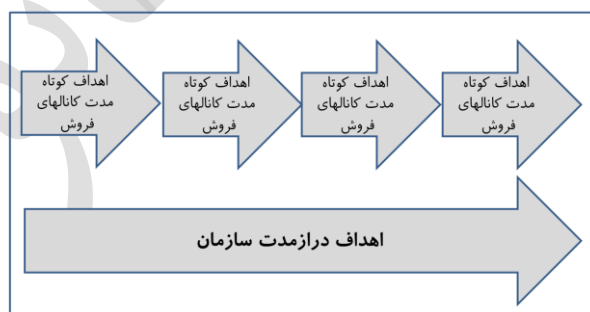 اهداف کوتاه
مدت کانالهای
فروش
اهداف کوتاه
مدت کانالهای
فروش
اهداف کوتاه
مدت کانالهای
فروش
اهداف کوتاه
مدت کانالهای
فروش
اهداف درازمدت سازمان